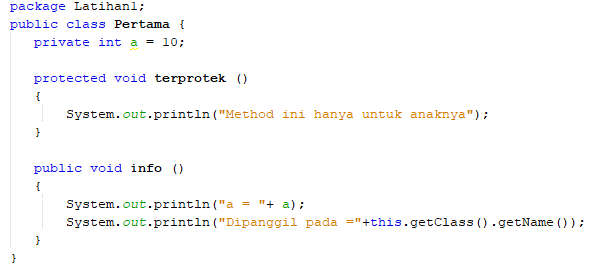 package Latihan1;
public class Pertama {
private int a = 10;
protected void terprotek ()
{
System.out.println("Method ini hanya untuk anaknya");
}
public void info ()
{
System.out.println("a = "+ a);
System.out.println("Dipanggil pada ="+this.getClass().getName());
}
}